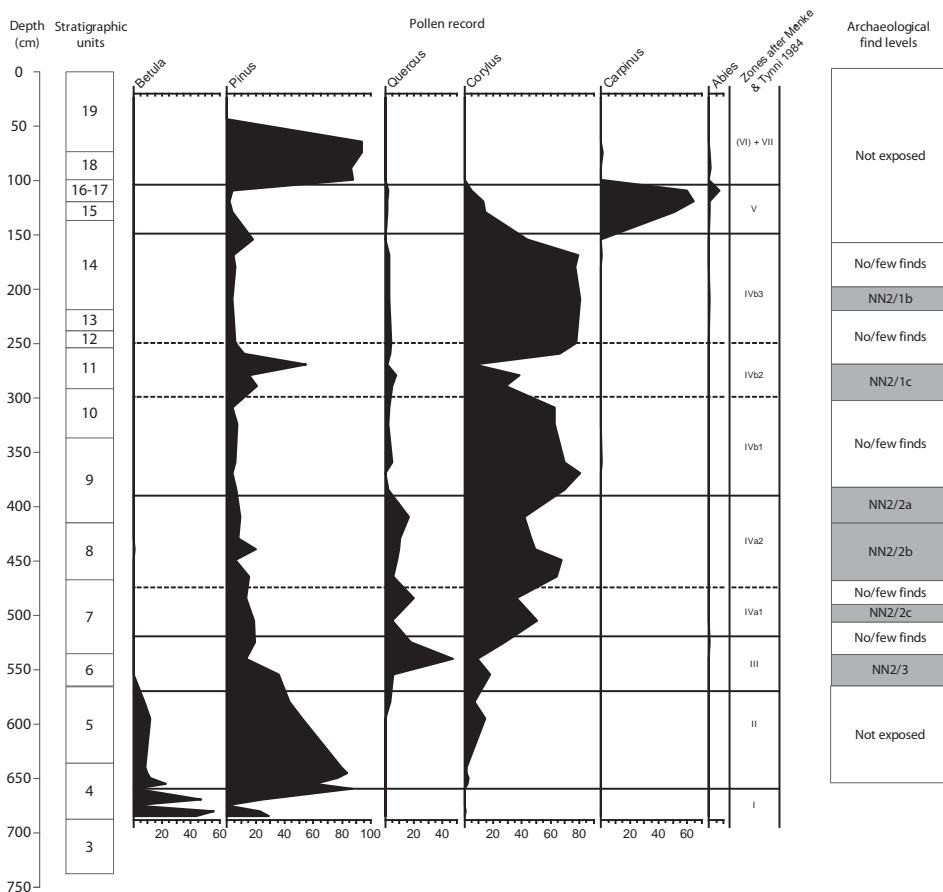 Depth
(cm)
Stratigraphic
units
Pollen record
Archaeological
find levels
Betula
Pinus
Quercus
Corylus
Carpinus
Abies
Zones after Menke
& Tynni 1984
0
50
100
150
200
250
300
350
400
450
500
550
600
650
700
750
19
18
16-17
15
14
13
12
11
10
9
8
7
6
5
4
3
20 40 60
20 40 60 80 100
20 40
20 40 60 80
20 40 60
(VI) + VII
V
IVb3
IVb2
IVb1
IVa2
IVa1
III
II
I
Not exposed
No/few finds
NN2/1b
No/few finds
NN2/1c
No/few finds
NN2/2a
NN2/2b
No/few finds
NN2/2c
No/few finds
NN2/3
Not exposed